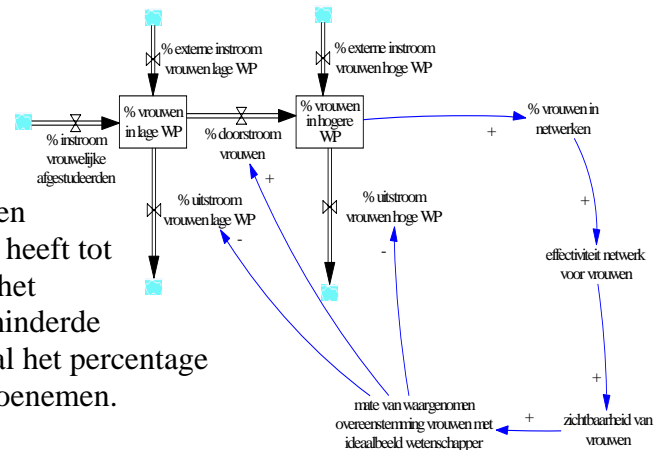 % externe instroom
vrouwen lage WP
% externe instroom
vrouwen hoge WP
% vrouwen
in lage WP
% vrouwen
in hogere
WP
% instroom
vrouwelijke
afgestudeerden
% doorstroom
vrouwen
+
% vrouwen in
netwerken
+
% uitstroom
vrouwen lage WP
-
+
% uitstroom
vrouwen hoge WP
-
+
effectiviteit netwerk
voor vrouwen
en
heeft tot
het
minderde
al het percentage
oenemen.
+
zichtbaarheid van
vrouwen
+
mate van waargenomen
overeenstemming vrouwen met
ideaalbeeld wetenschapper